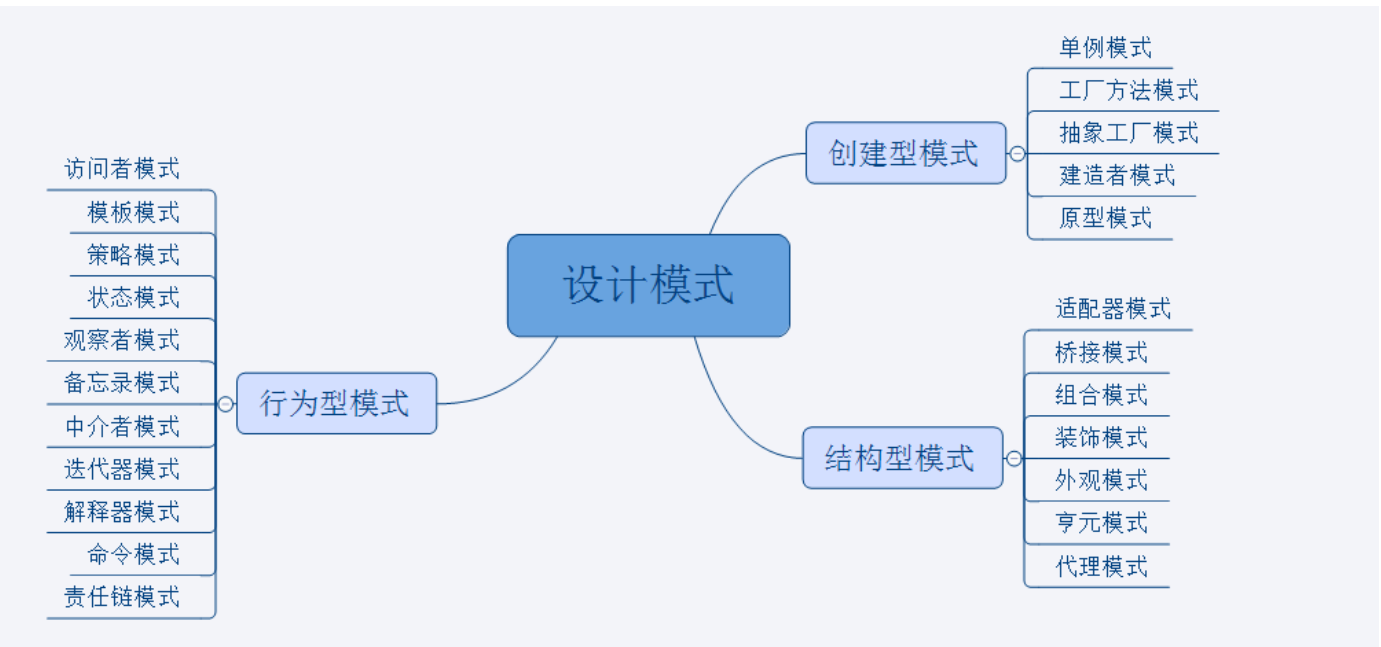 设计模式
创建型模式
单例模式
工厂方法模式
抽象工厂模式
建造者模式
原型模式
结构型模式
适配器模式
桥接模式
组合模式
装饰模式
外观模式
亨元模式
代理模式
行为型模式
访问者模式
模板模式
策略模式
状态模式
观察者模式
备忘录模式
中介者模式
迭代器模式
解释器模式
命令模式
责任链模式